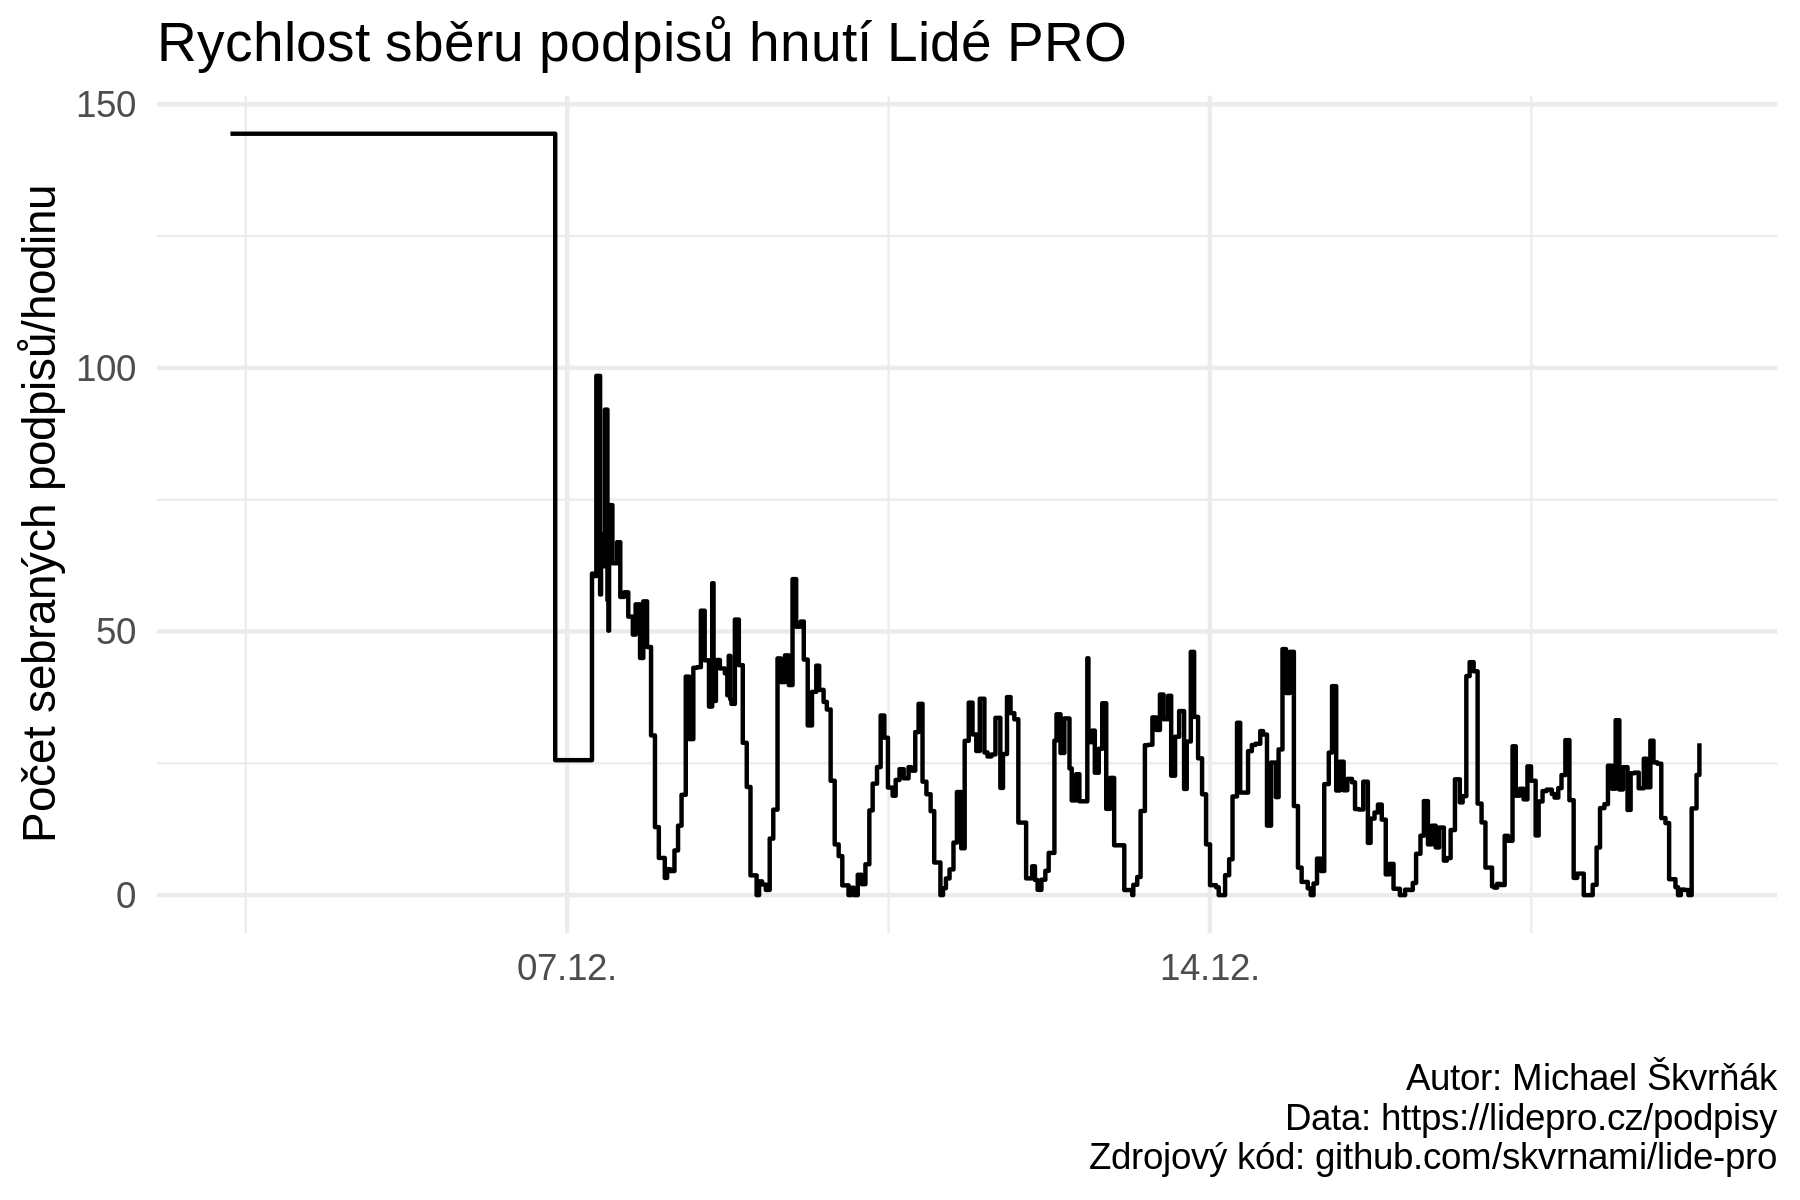 Rychlost sběru podpisů hnutí Lidé PRO
Počet sebraných podpisů/hodinu
150
100
50
0
07.12.
14.12.
Autor: Michael Škvrňák
Data: https://lidepro.cz/podpisy
Zdrojový kód: github.com/skvrnami/lide-pro